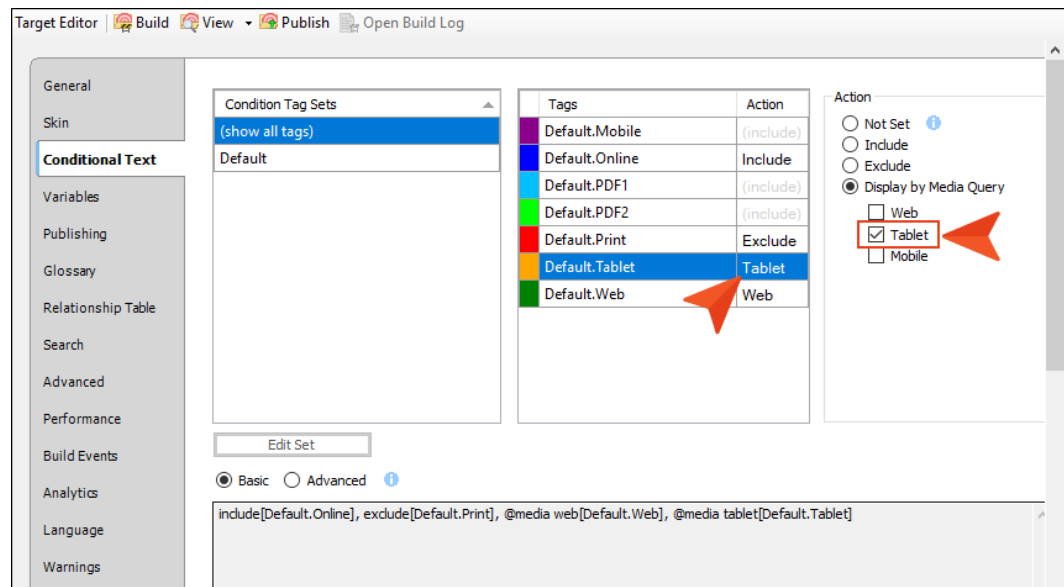 Target Editor Build View Publish Open Build Log
General
Skin
Conditional Text
Variables
Publishing
Glossary
Relationship Table
Search
Advanced
Performance
Build Events
Analytics
Language
Warnings
Condition Tag Sets
(show all tags)
Default
Tags Action
Default.Mobile (include)
Default.Online Include
Default.PDF1 (include)
Default.PDF2 (include)
Default.Print Exclude
Default.Tablet Tablet
Default.Web Web
Action
Not Set
Include
Exclude
Display by Media Query
Web
Tablet
Mobile
Edit Set
Basic Advanced
include[Default.Online], exclude[Default.Print], @media web[Default.Web], @media tablet[Default.Tablet]